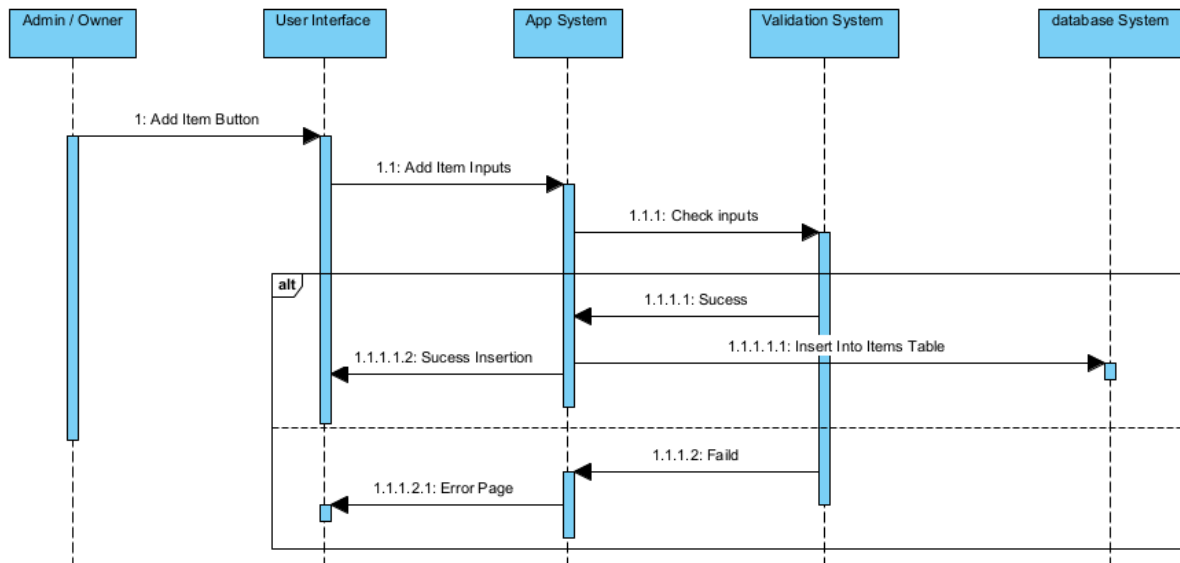 Admin / Owner
User Interface
App System
Validation System
database System
1: Add Item Button
1.1: Add Item Inputs
1.1.1: Check inputs
alt
1.1.1.1: Sucess
1.1.1.1.1: Insert Into Items Table
1.1.1.1.2: Sucess Insertion
1.1.1.2: Faild
1.1.1.2.1: Error Page